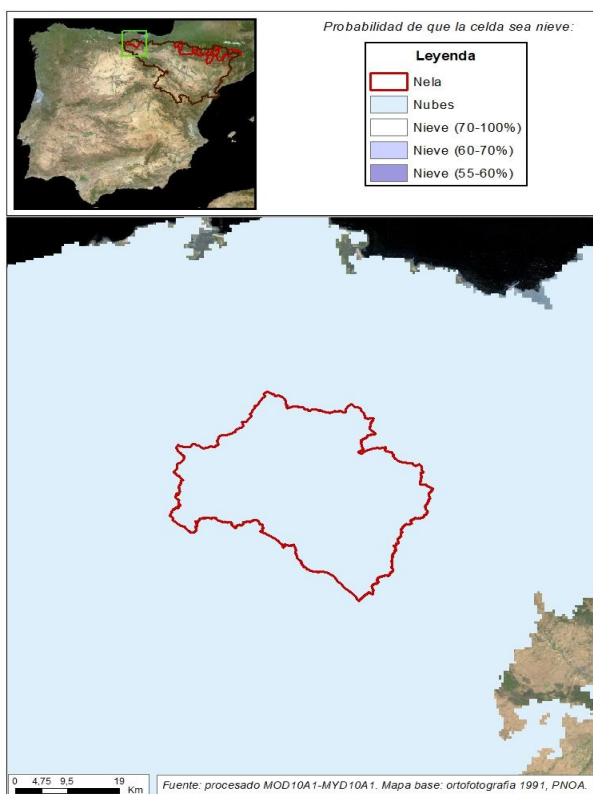 Probabilidad de que la celda sea nieve:
Leyenda
Nela
Nubes
Nieve (70-100%)
Nieve (60-70%)
Nieve (55-60%)
0 4,75 9,5 19
Km
Fuente: procesado MOD10A1-MYD10A1. Mapa base: ortofotografia 1991, PNOA.